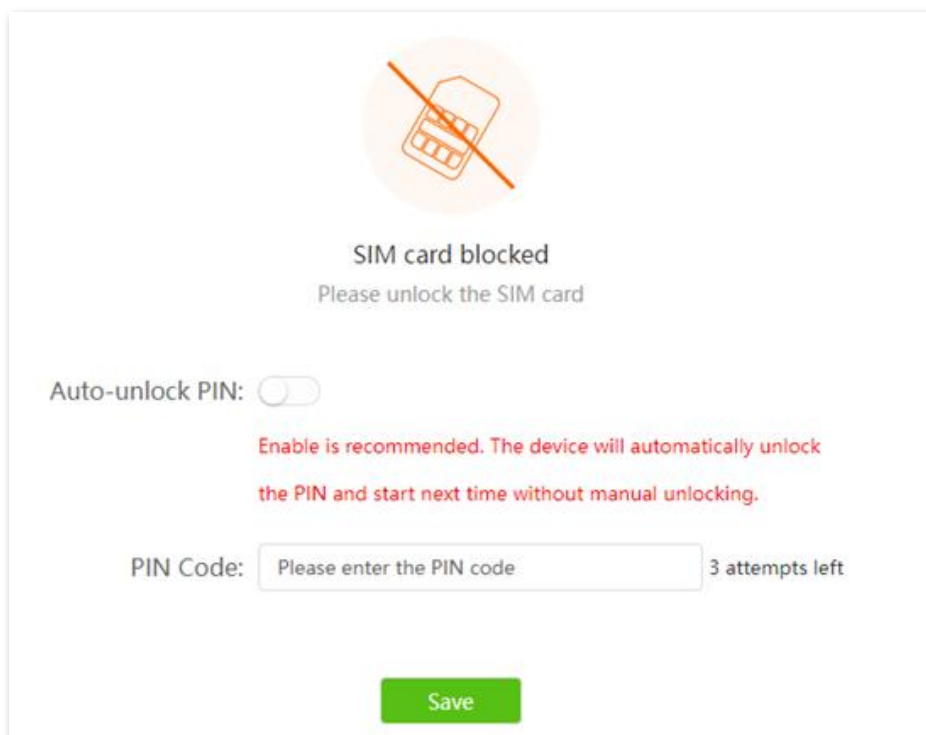 SIM card blocked
Please unlock the SIM card
Auto-unlock PIN:
Enable is recommended. The device will automatically unlock
the PIN and start next time without manual unlocking.
PIN Code: Please enter the PIN code 3 attempts left
Save